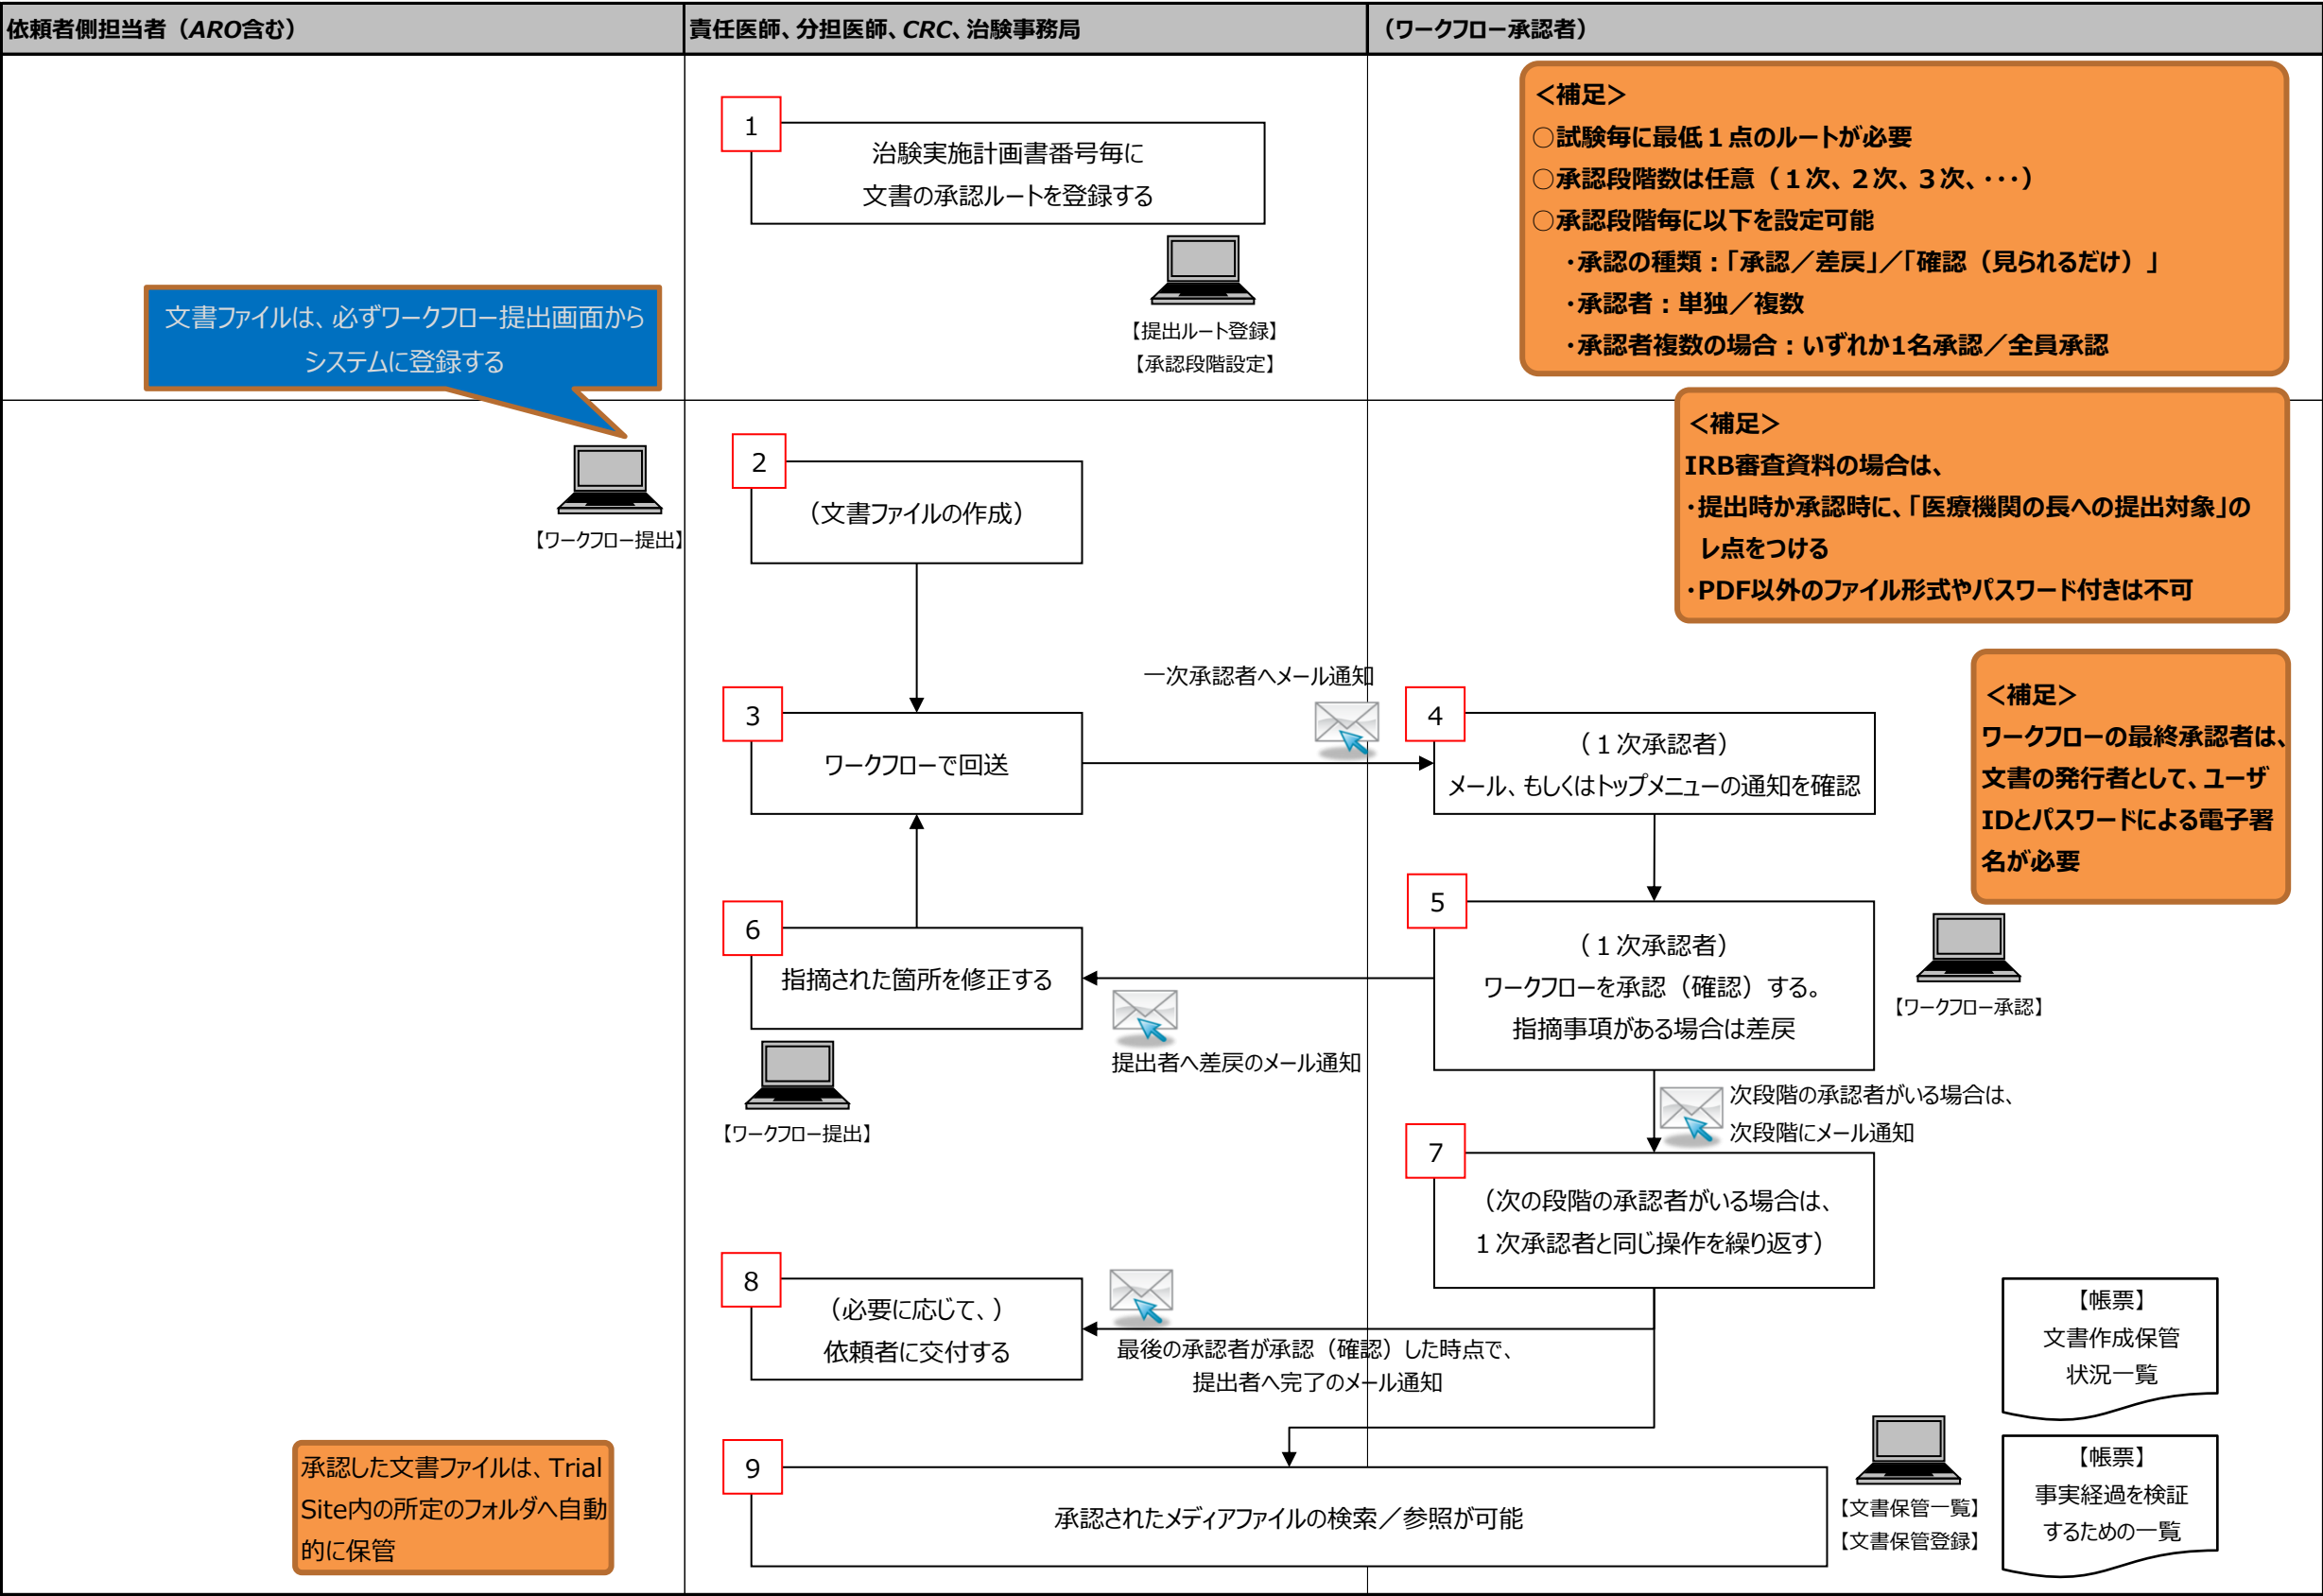 依頼者側担当者（ARO含む）
責任医師、分担医師、CRC、治験事務局
（ワークフロー承認者）
1
治験実施計画書番号毎に
文書の承認ルートを登録する
【提出ルート登録】
【承認段階設定】
＜補足＞
○試験毎に最低１点のルートが必要
○承認段階数は任意（１次、２次、３次、･･･）
○承認段階毎に以下を設定可能
・承認の種類：「承認／差戻」／「確認（見られるだけ）」
・承認者：単独／複数
・承認者複数の場合：いずれか1名承認／全員承認
文書ファイルは、必ずワークフロー提出画面から
システムに登録する
【ワークフロー提出】
2
（文書ファイルの作成）
＜補足＞
IRB審査資料の場合は、
・提出時か承認時に、「医療機関の長への提出対象」の
レ点をつける
・PDF以外のファイル形式やパスワード付きは不可
3
ワークフローで回送
一次承認者へメール通知
4
（１次承認者）
メール、もしくはトップメニューの通知を確認
＜補足＞
ワークフローの最終承認者は、
文書の発行者として、ユーザ
IDとパスワードによる電子署
名が必要
5
（１次承認者）
ワークフローを承認（確認）する。
指摘事項がある場合は差戻
【ワークフロー承認】
6
指摘された箇所を修正する
提出者へ差戻のメール通知
【ワークフロー提出】
次段階の承認者がいる場合は、
次段階にメール通知
7
（次の段階の承認者がいる場合は、
１次承認者と同じ操作を繰り返す）
8
（必要に応じて、）
依頼者に交付する
最後の承認者が承認（確認）した時点で、
提出者へ完了のメール通知
【帳票】
文書作成保管
状況一覧
承認した文書ファイルは、Trial
Site内の所定のフォルダへ自動
的に保管
9
承認されたメディアファイルの検索／参照が可能
【文書保管一覧】
【文書保管登録】
【帳票】
事実経過を検証
するための一覧